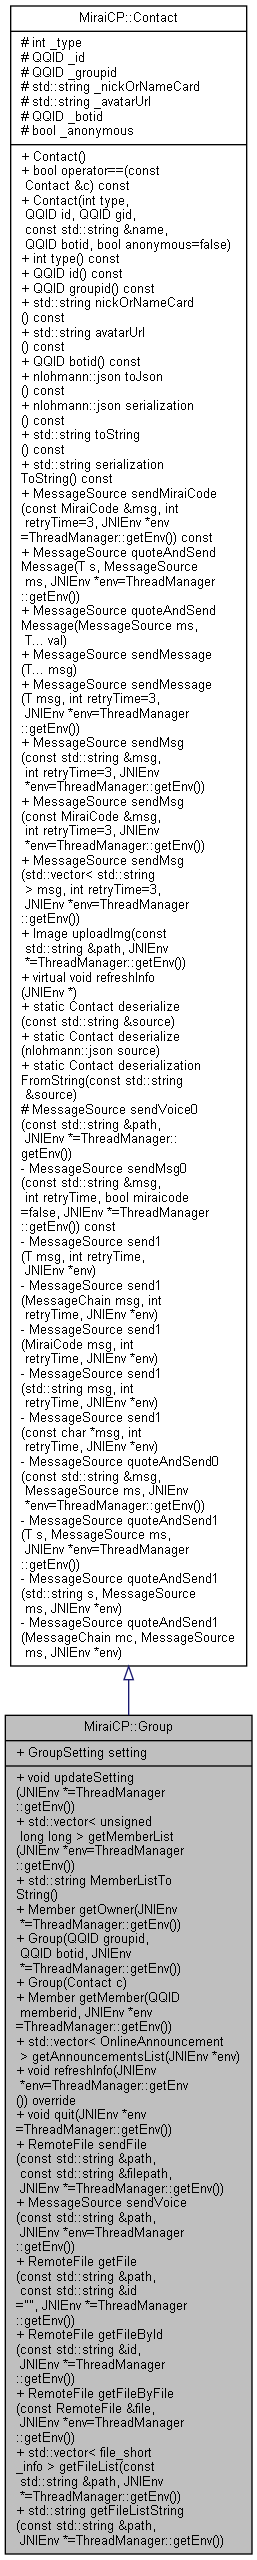 MiraiCP::Contact
# int _type
# QQID _id
# QQID _groupid
# std::string _nickOrNameCard
# std::string _avatarUrl
# QQID _botid
# bool _anonymous
+ Contact()
+ bool operator==(const
Contact &c) const
+ Contact(int type,
QQID id, QQID gid,
const std::string &name,
QQID botid, bool anonymous=false)
+ int type() const
+ QQID id() const
+ QQID groupid() const
+ std::string nickOrNameCard
() const
+ std::string avatarUrl
() const
+ QQID botid() const
+ nlohmann::json toJson
() const
+ nlohmann::json serialization
() const
+ std::string toString
() const
+ std::string serialization
ToString() const
+ MessageSource sendMiraiCode
(const MiraiCode &msg, int
retryTime=3, JNIEnv *env
=ThreadManager::getEnv()) const
+ MessageSource quoteAndSend
Message(T s, MessageSource
ms, JNIEnv *env=ThreadManager
::getEnv())
+ MessageSource quoteAndSend
Message(MessageSource ms,
T... val)
+ MessageSource sendMessage
(T... msg)
+ MessageSource sendMessage
(T msg, int retryTime=3,
JNIEnv *env=ThreadManager
::getEnv())
+ MessageSource sendMsg
(const std::string &msg,
int retryTime=3, JNIEnv
*env=ThreadManager::getEnv())
+ MessageSource sendMsg
(const MiraiCode &msg,
int retryTime=3, JNIEnv
*env=ThreadManager::getEnv())
+ MessageSource sendMsg
(std::vector< std::string
> msg, int retryTime=3,
JNIEnv *env=ThreadManager
::getEnv())
+ Image uploadImg(const
std::string &path, JNIEnv
*=ThreadManager::getEnv())
+ virtual void refreshInfo
(JNIEnv *)
+ static Contact deserialize
(const std::string &source)
+ static Contact deserialize
(nlohmann::json source)
+ static Contact deserialization
FromString(const std::string
&source)
# MessageSource sendVoice0
(const std::string &path,
JNIEnv *=ThreadManager::
getEnv())
- MessageSource sendMsg0
(const std::string &msg,
int retryTime, bool miraicode
=false, JNIEnv *=ThreadManager
::getEnv()) const
- MessageSource send1
(T msg, int retryTime,
JNIEnv *env)
- MessageSource send1
(MessageChain msg, int
retryTime, JNIEnv *env)
- MessageSource send1
(MiraiCode msg, int
retryTime, JNIEnv *env)
- MessageSource send1
(std::string msg, int
retryTime, JNIEnv *env)
- MessageSource send1
(const char *msg, int
retryTime, JNIEnv *env)
- MessageSource quoteAndSend0
(const std::string &msg,
MessageSource ms, JNIEnv
*env=ThreadManager::getEnv())
- MessageSource quoteAndSend1
(T s, MessageSource ms,
JNIEnv *env=ThreadManager
::getEnv())
- MessageSource quoteAndSend1
(std::string s, MessageSource
ms, JNIEnv *env)
- MessageSource quoteAndSend1
(MessageChain mc, MessageSource
ms, JNIEnv *env)
MiraiCP::Group
+ GroupSetting setting
+ void updateSetting
(JNIEnv *=ThreadManager
::getEnv())
+ std::vector< unsigned
long long > getMemberList
(JNIEnv *env=ThreadManager
::getEnv())
+ std::string MemberListTo
String()
+ Member getOwner(JNIEnv
*=ThreadManager::getEnv())
+ Group(QQID groupid,
QQID botid, JNIEnv
*=ThreadManager::getEnv())
+ Group(Contact c)
+ Member getMember(QQID
memberid, JNIEnv *env
=ThreadManager::getEnv())
+ std::vector< OnlineAnnouncement
> getAnnouncementsList(JNIEnv *env)
+ void refreshInfo(JNIEnv
*env=ThreadManager::getEnv
()) override
+ void quit(JNIEnv *env
=ThreadManager::getEnv())
+ RemoteFile sendFile
(const std::string &path,
const std::string &filepath,
JNIEnv *=ThreadManager::getEnv())
+ MessageSource sendVoice
(const std::string &path,
JNIEnv *env=ThreadManager
::getEnv())
+ RemoteFile getFile
(const std::string &path,
const std::string &id
="", JNIEnv *=ThreadManager
::getEnv())
+ RemoteFile getFileById
(const std::string &id,
JNIEnv *=ThreadManager
::getEnv())
+ RemoteFile getFileByFile
(const RemoteFile &file,
JNIEnv *env=ThreadManager
::getEnv())
+ std::vector< file_short
_info > getFileList(const
std::string &path, JNIEnv
*=ThreadManager::getEnv())
+ std::string getFileListString
(const std::string &path,
JNIEnv *=ThreadManager::getEnv())